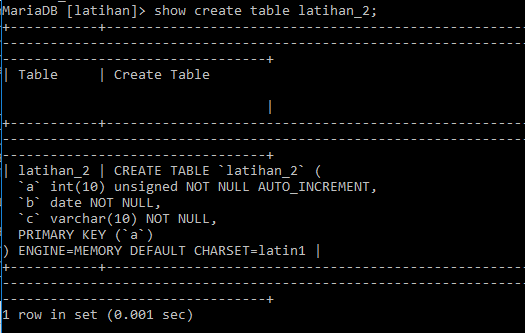 MariaDB [latihan]> show create table latihan_2;
+-----------+----------------------------------------------------
-----------------------------------------------------------------
---------------------------------+
| Table     | Create Table
|
+-----------+----------------------------------------------------
-----------------------------------------------------------------
---------------------------------+
| latihan_2 | CREATE TABLE `latihan_2` (
  `a` int(10) unsigned NOT NULL AUTO_INCREMENT,
  `b` date NOT NULL,
  `c` varchar(10) NOT NULL,
  PRIMARY KEY (`a`)
) ENGINE=MEMORY DEFAULT CHARSET=latin1 |
+-----------+----------------------------------------------------
-----------------------------------------------------------------
---------------------------------+
1 row in set (0.001 sec)